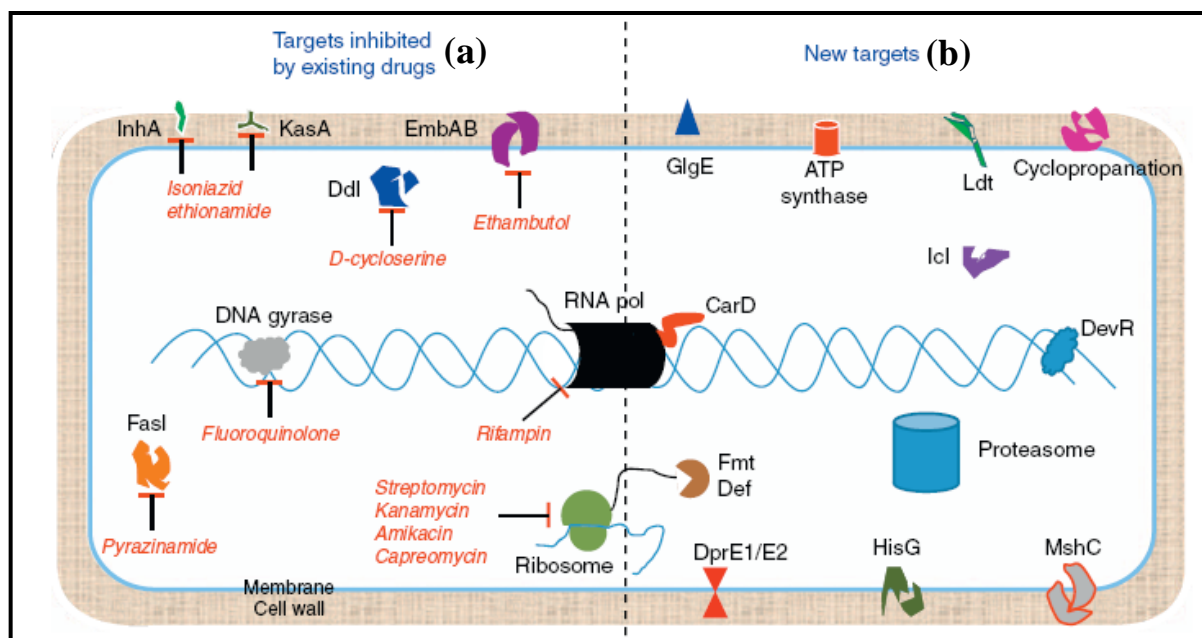 Targets inhibited
by existing drugs
(a)
New targets
(b)
InhA
KasA
EmbAB
GlgE
ATP
synthase
Ldt
Cyclopropanation
Isoniazid
ethionamide
Ddl
Ethambutol
D-cycloserine
Icl
DNA gyrase
RNA pol
CarD
DevR
FasI
Fluoroquinolone
Rifampin
Proteasome
Streptomycin
Kanamycin
Amikacin
Capreomycin
Fmt
Def
Pyrazinamide
Ribosome
DprE1/E2
HisG
MshC
Membrane
Cell wall